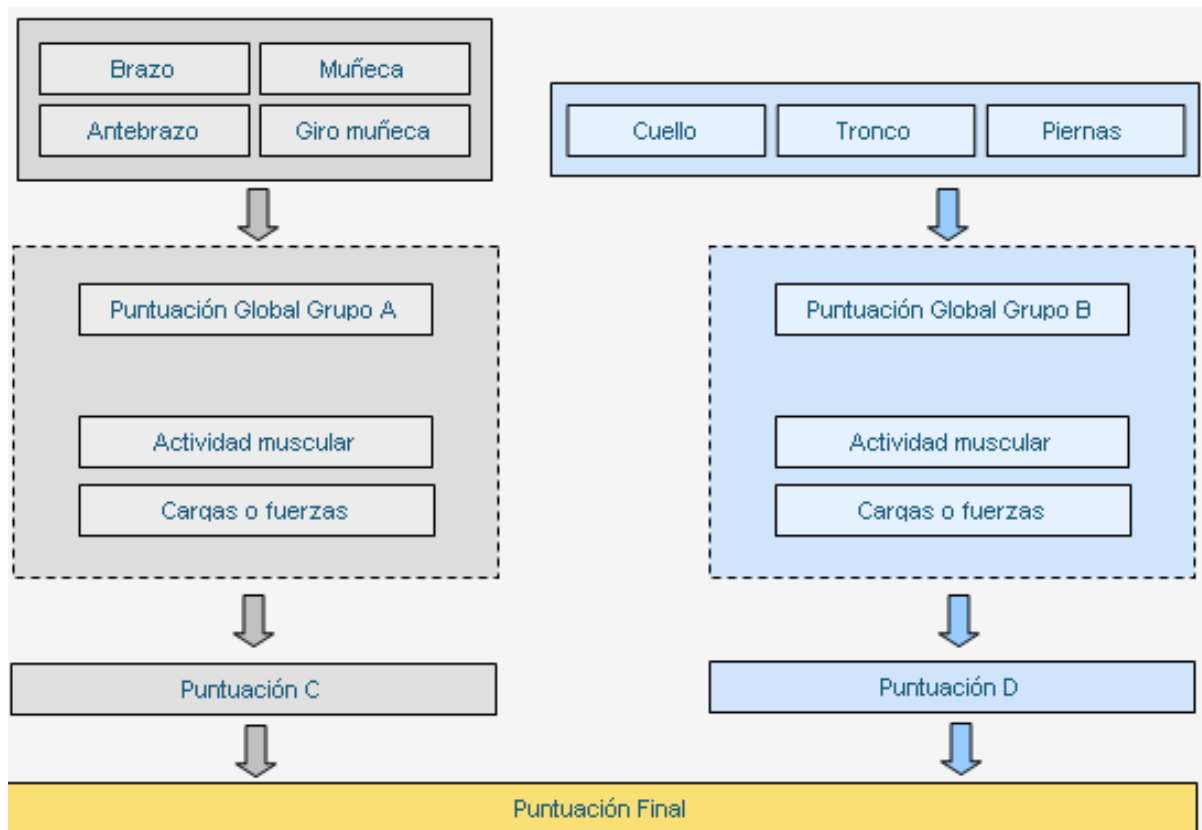 Brazo
Muñeca
Antebrazo
Giro muñeca
Cuello
Tronco
Piernas
Puntuación Global Grupo A
Actividad muscular
Cargas o fuerzas
Puntuación Global Grupo B
Actividad muscular
Cargas o fuerzas
Puntuación C
Puntuación D
Puntuación Final